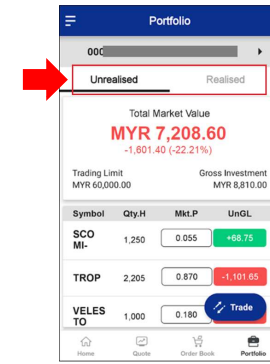 Portfolio
000
Unrealised Realised
Total Market Value
MYR 7,208.60
-1,601.40 (-22.21%)
Trading Limit Gross Investment
MYR 60,000.00 MYR 8,810.00
Symbol Qty.H Mkt.P UnGL
SCO
MI- 1,250 0.055 +68.75
TROP 2,205 0.870 -1,101.65
VELES
TO 1,000 0.180
Trade
Home Quote Order Book Portfolio